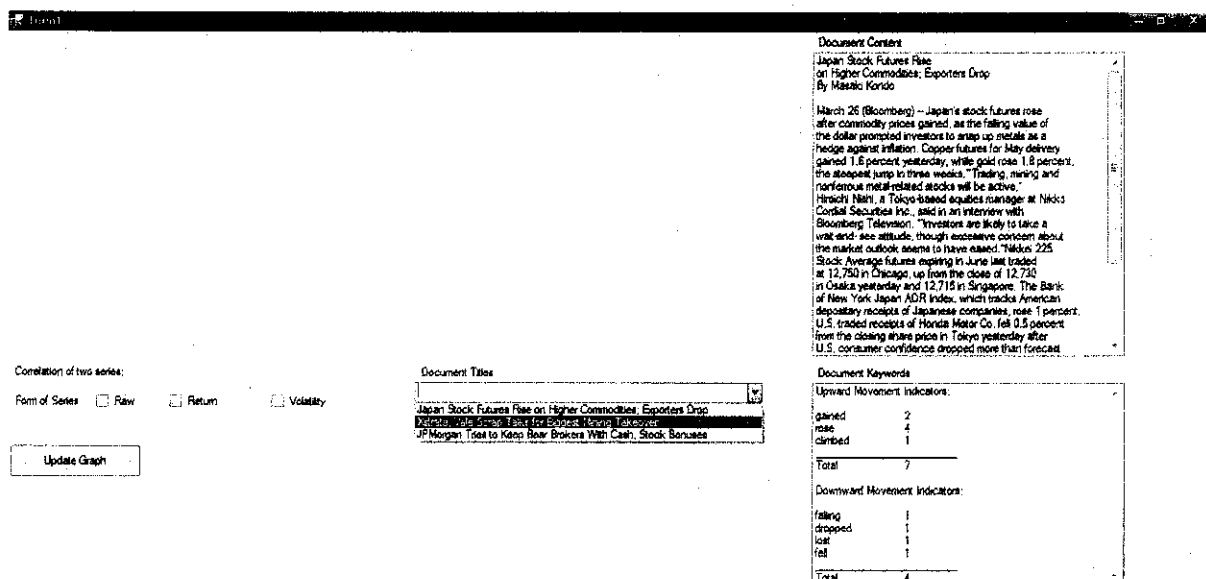 Form1
Document Content
Japan Stock Futures Rise
on Higher Commodities; Exporters Drop
By Masaki Kondo
March 26 (Bloomberg) -- Japan's stock futures rose
after commodity prices gained, as the falling value of
the dollar prompted investors to snap up metals as a
hedge against inflation. Copper futures for May delivery
gained 1.6 percent yesterday, while gold rose 1.8 percent,
the steepest jump in three weeks. "Trading, mining and
nonferrous metal-related stocks will be active,"
Hiroichi Nishi, a Tokyo-based equities manager at Nikko
Cordial Securities Inc., said in an interview with
Bloomberg Television. "Investors are likely to take a
wait-and-see attitude, though excessive concern about
the market outlook seems to have eased."Nikkei 225
Stock Average futures expiring in June last traded
at 12,750 in Chicago, up from the close of 12,730
in Osaka yesterday and 12,715 in Singapore. The Bank
of New York Japan ADR Index, which tracks American
depositary receipts of Japanese companies, rose 1 percent.
U.S. traded receipts of Honda Motor Co. fell 0.5 percent
from the closing share price in Tokyo yesterday after
U.S. consumer confidence dropped more than forecast
Correlation of two series:
Form of Series Raw Return Volatility
Update Graph
Document Titles
Japan Stock Futures Rise on Higher Commodities; Exporters Drop
Xstrata, Vale Scrap Talks for Biggest Mining Takeover
JPMorgan Tries to Keep Bear Brokers With Cash, Stock Bonuses
Document Keywords
Upward Movement Indicators:
gained 2
rose 4
climbed 1
Total 7
Downward Movement Indicators:
falling 1
dropped 1
lost 1
fell 1
Total 4